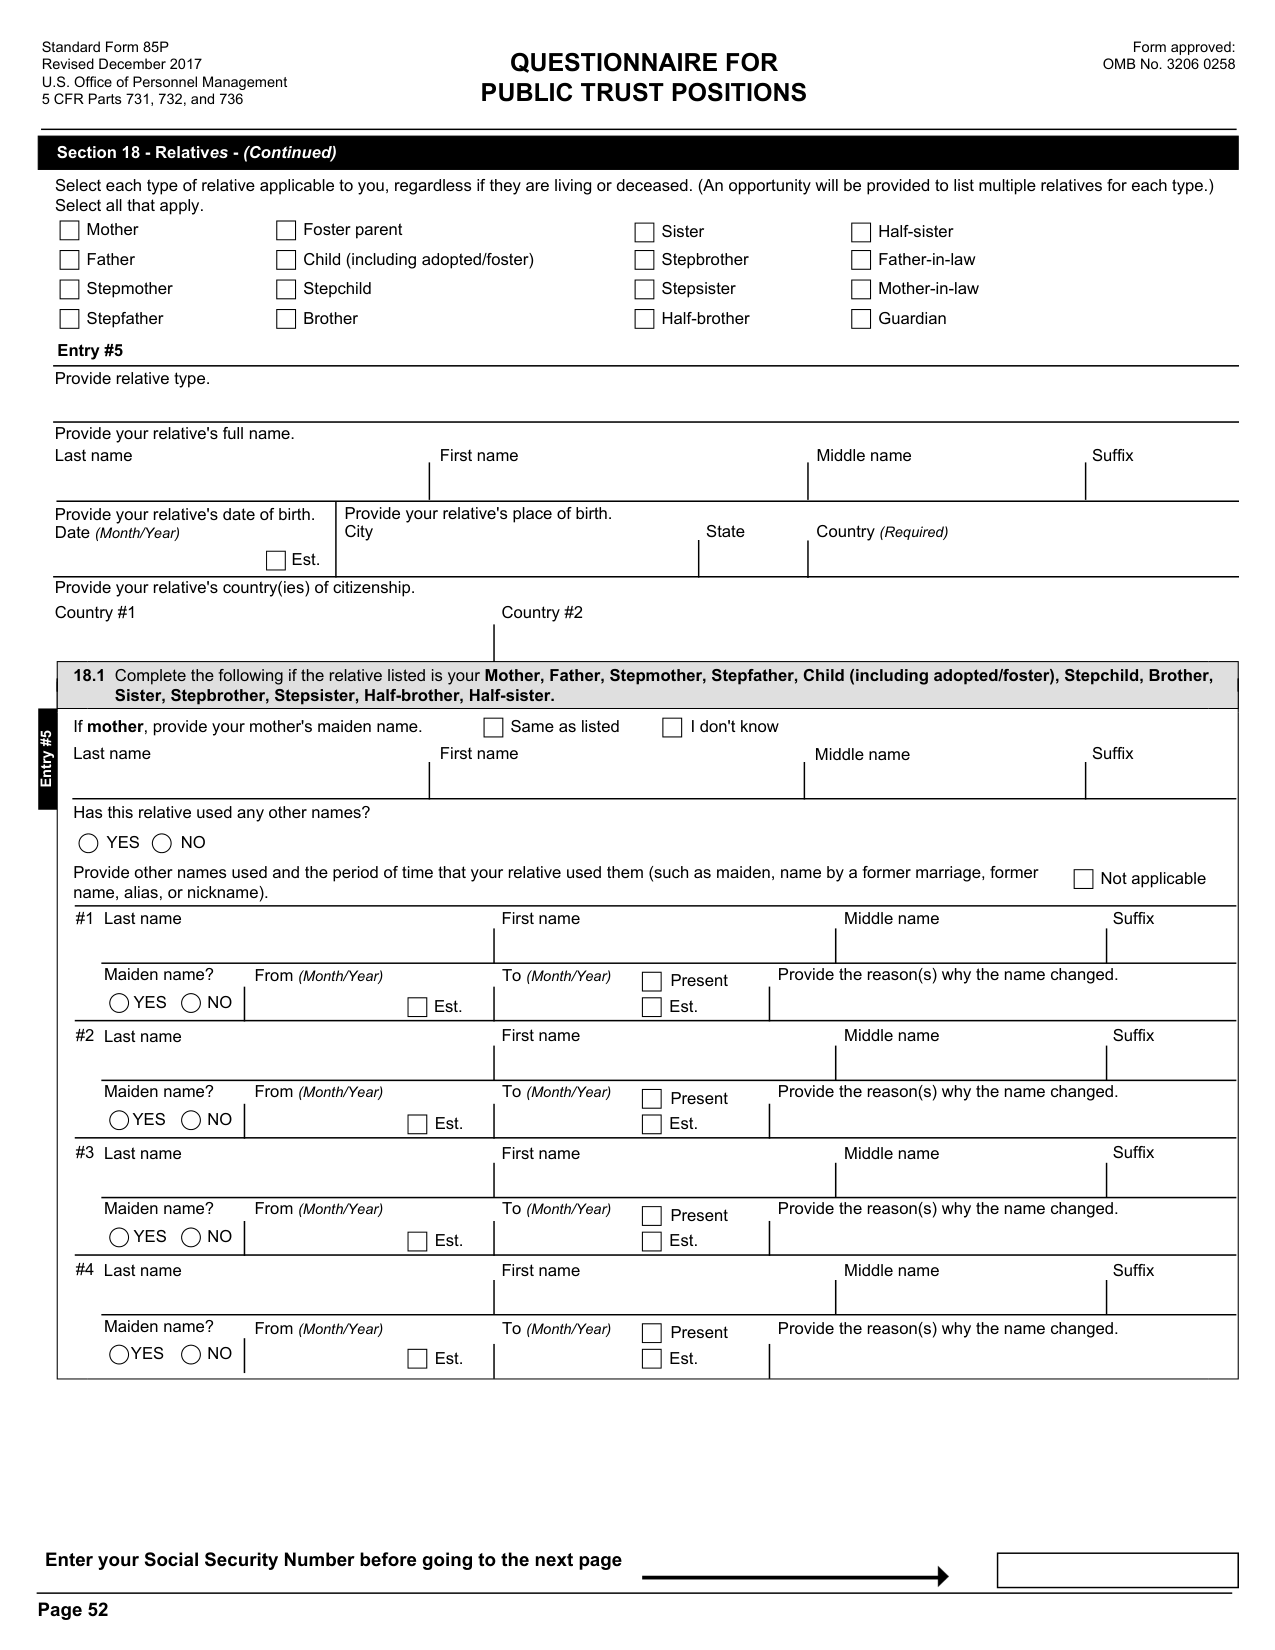 Standard Form 85P
Revised December 2017
U.S. Office of Personnel Management
5 CFR Parts 731, 732, and 736
QUESTIONNAIRE FOR
PUBLIC TRUST POSITIONS
Form approved:
OMB No. 3206 0258
Section 18 - Relatives - (Continued)
Select each type of relative applicable to you, regardless if they are living or deceased. (An opportunity will be provided to list multiple relatives for each type.)
Select all that apply.
Mother Foster parent Sister Half-sister
Father Child (including adopted/foster) Stepbrother Father-in-law
Stepmother Stepchild Stepsister Mother-in-law
Stepfather Brother Half-brother Guardian
Entry #5
Provide relative type.
Provide your relative's full name.
Last name First name Middle name Suffix
Provide your relative's date of birth. Provide your relative's place of birth.
Date (Month/Year) City State Country (Required)
Est.
Provide your relative's country(ies) of citizenship.
Country #1 Country #2
18.1 Complete the following if the relative listed is your Mother, Father, Stepmother, Stepfather, Child (including adopted/foster), Stepchild, Brother,
Sister, Stepbrother, Stepsister, Half-brother, Half-sister.
Entry #5
If mother, provide your mother's maiden name. Same as listed I don't know
Last name First name Middle name Suffix
Has this relative used any other names?
YES NO
Provide other names used and the period of time that your relative used them (such as maiden, name by a former marriage, former
name, alias, or nickname).
Not applicable
#1 Last name First name Middle name Suffix
Maiden name? From (Month/Year) To (Month/Year) Present Provide the reason(s) why the name changed.
YES NO Est. Est.
#2 Last name First name Middle name Suffix
Maiden name? From (Month/Year) To (Month/Year) Present Provide the reason(s) why the name changed.
YES NO Est. Est.
#3 Last name First name Middle name Suffix
Maiden name? From (Month/Year) To (Month/Year) Present Provide the reason(s) why the name changed.
YES NO Est. Est.
#4 Last name First name Middle name Suffix
Maiden name? From (Month/Year) To (Month/Year) Present Provide the reason(s) why the name changed.
YES NO Est. Est.
Enter your Social Security Number before going to the next page
Page 52